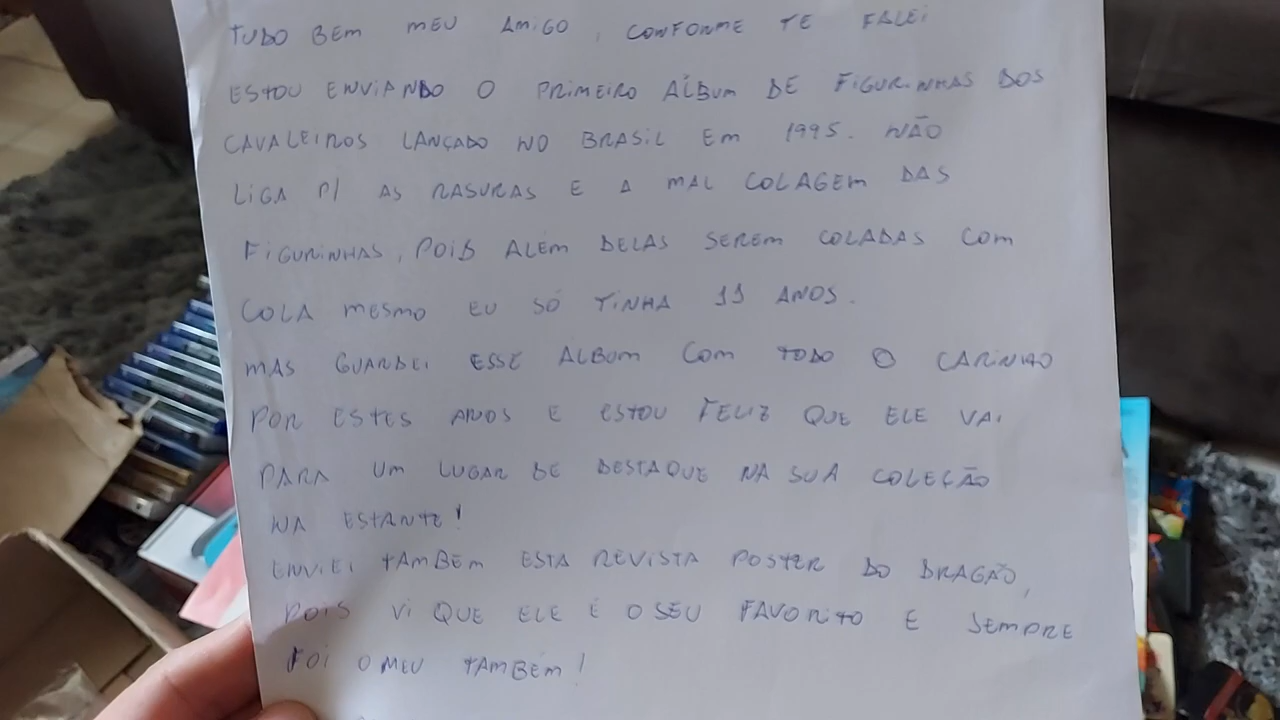 TUDO BEM MEU AMIGO, CONFORME TE FALEI
ESTOU ENVIANDO O PRIMEIRO ÁLBUM DE FIGURINHAS DOS
CAVALEIROS LANÇADO NO BRASIL EM 1995. NÃO
LIGA P/ AS RASURAS E A MAL COLAGEM DAS
FIGURINHAS, POIS ALÉM DELAS SEREM COLADAS COM
COLA MESMO EU SÓ TINHA 11 ANOS.
MAS GUARDEI ESSE ALBUM COM TODO O CARINHO
POR ESTES ANOS E ESTOU FELIZ QUE ELE VAI
PARA UM LUGAR DE DESTAQUE NA SUA COLEÇÃO
NA ESTANTE!
ENVIEI TAMBÉM ESTA REVISTA POSTER DO DRAGÃO,
POIS VI QUE ELE É O SEU FAVORITO E SEMPRE
FOI O MEU TAMBÉM!